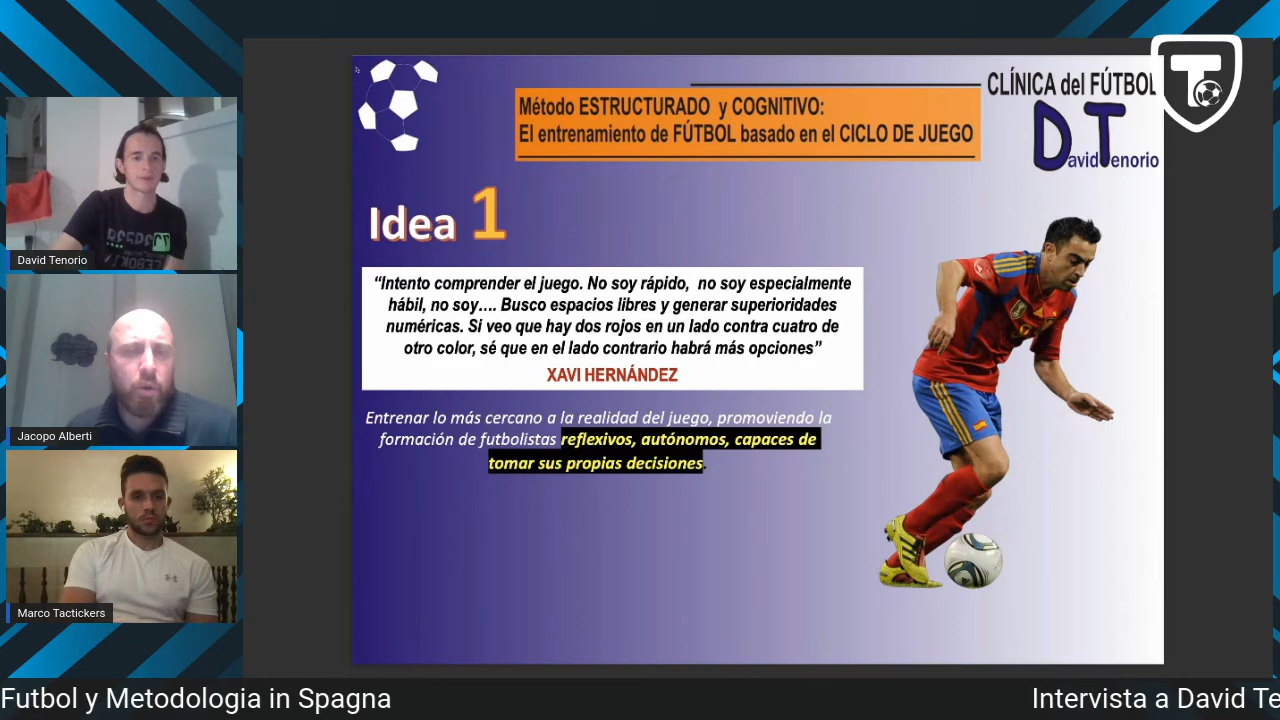 CLÍNICA del FÚTBOL
David Tenorio
Método ESTRUCTURADO y COGNITIVO:
El entrenamiento de FÚTBOL basado en el CICLO DE JUEGO
Idea 1
“Intento comprender el juego. No soy rápido, no soy especialmente
hábil, no soy…. Busco espacios libres y generar superioridades
numéricas. Si veo que hay dos rojos en un lado contra cuatro de
otro color, sé que en el lado contrario habrá más opciones”
XAVI HERNÁNDEZ
Entrenar lo más cercano a la realidad del juego, promoviendo la
formación de futbolistas reflexivos, autónomos, capaces de
tomar sus propias decisiones.
David Tenorio
Jacopo Alberti
Marco Tactickers
Futbol y Metodologia in Spagna
Intervista a David Te